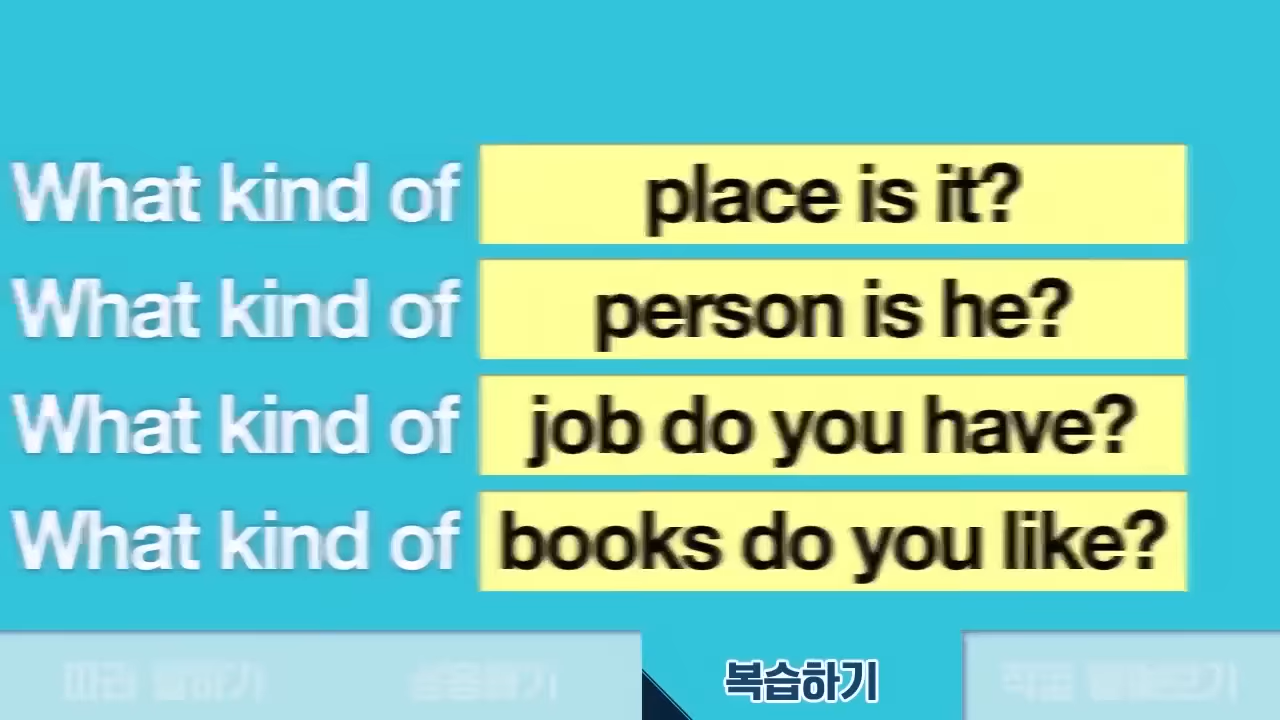 What kind of place is it?
What kind of person is he?
What kind of job do you have?
What kind of books do you like?
복습하기